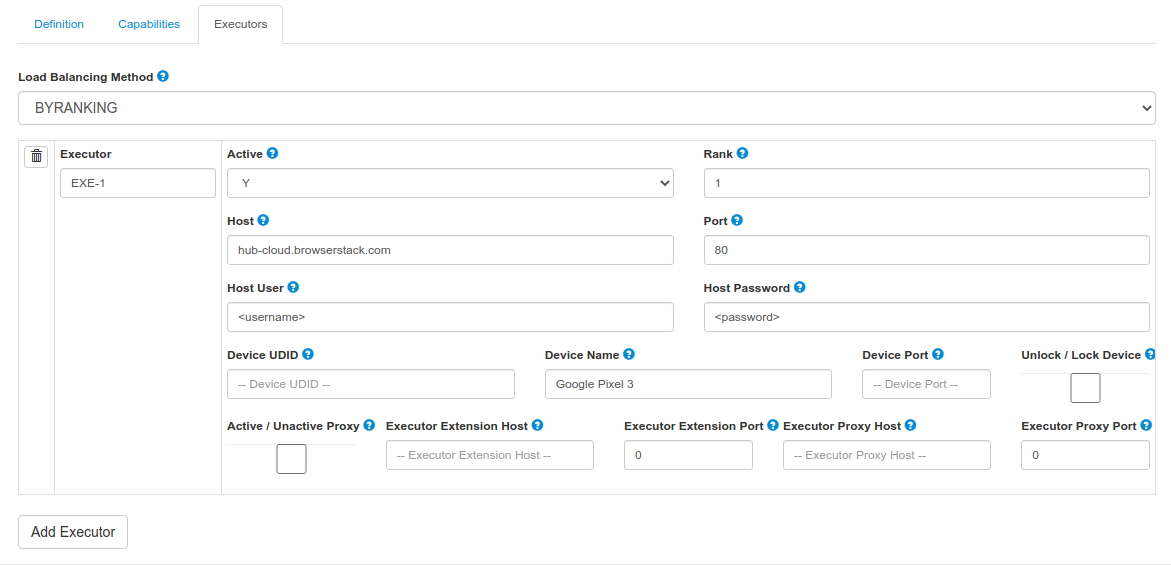 Definition Capabilities Executors
Load Balancing Method ?
BYRANKING
Executor Active ? Rank ?
EXE-1 Y 1
Host ? Port ?
hub-cloud.browserstack.com 80
Host User ? Host Password ?
<username> <password>
Device UDID ? Device Name ? Device Port ? Unlock / Lock Device ?
-- Device UDID -- Google Pixel 3 -- Device Port --
Active / Unactive Proxy ? Executor Extension Host ? Executor Extension Port ? Executor Proxy Host ? Executor Proxy Port ?
-- Executor Extension Host -- 0 -- Executor Proxy Host -- 0
Add Executor